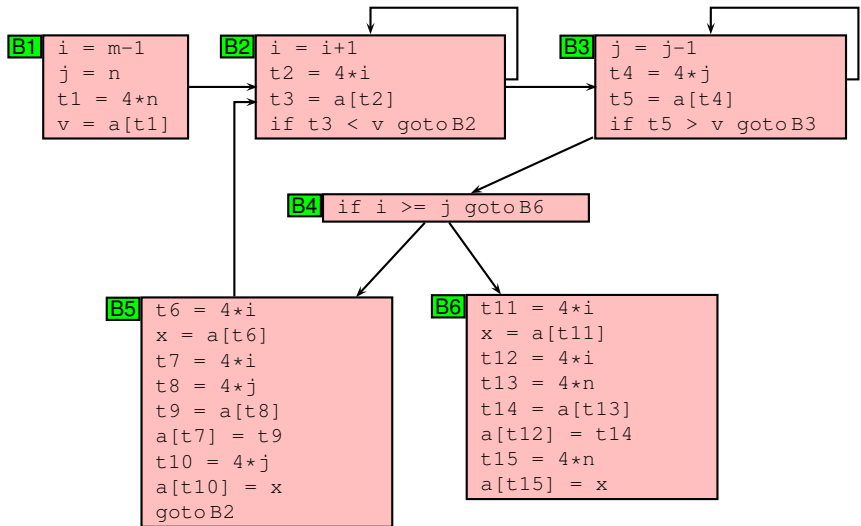 B1
i = m-1
j = n
t1 = 4*n
v = a[t1]
B2
i = i+1
t2 = 4*i
t3 = a[t2]
if t3 < v goto B2
B3
j = j-1
t4 = 4*j
t5 = a[t4]
if t5 > v goto B3
B4
if i >= j goto B6
B5
t6 = 4*i
x = a[t6]
t7 = 4*i
t8 = 4*j
t9 = a[t8]
a[t7] = t9
t10 = 4*j
a[t10] = x
goto B2
B6
t11 = 4*i
x = a[t11]
t12 = 4*i
t13 = 4*n
t14 = a[t13]
a[t12] = t14
t15 = 4*n
a[t15] = x